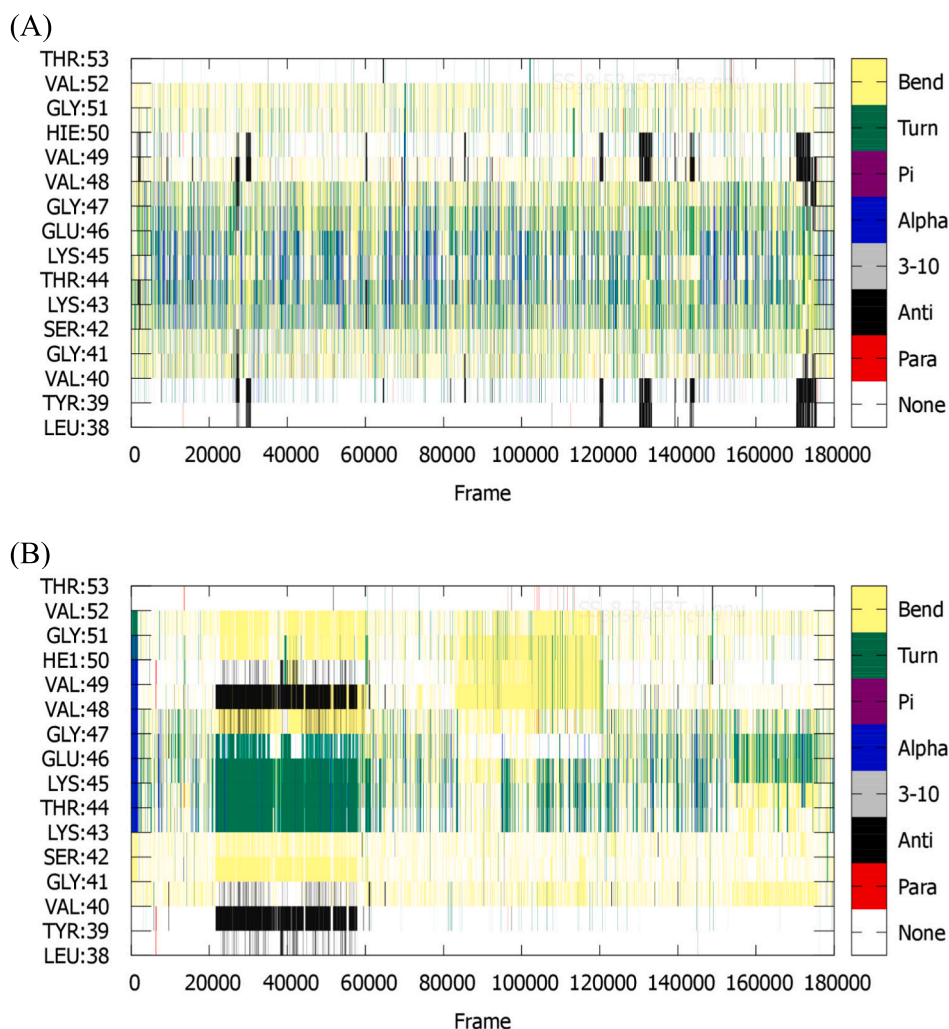 (A)
THR:53
VAL:52
GLY:51
HIE:50
VAL:49
VAL:48
GLY:47
GLU:46
LYS:45
THR:44
LYS:43
SER:42
GLY:41
VAL:40
TYR:39
LEU:38
0 20000 40000 60000 80000 100000 120000 140000 160000 180000
Frame
Bend
Turn
Pi
Alpha
3-10
Anti
Para
None
(B)
THR:53
VAL:52
GLY:51
HE1:50
VAL:49
VAL:48
GLY:47
GLU:46
LYS:45
THR:44
LYS:43
SER:42
GLY:41
VAL:40
TYR:39
LEU:38
0 20000 40000 60000 80000 100000 120000 140000 160000 180000
Frame
Bend
Turn
Pi
Alpha
3-10
Anti
Para
None